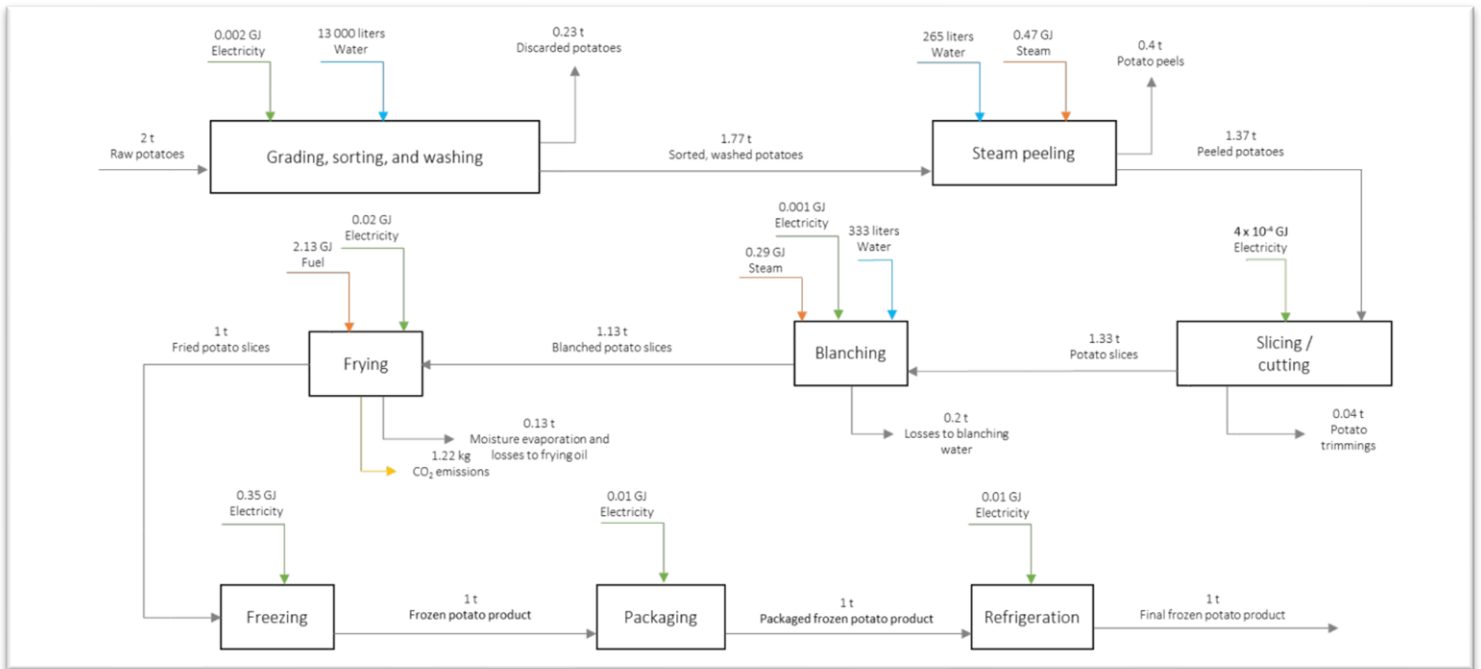 0.002 GJ
Electricity
13 000 liters
Water
0.23 t
Discarded potatoes
265 liters
Water
0.47 GJ
Steam
0.4 t
Potato peels
2 t
Raw potatoes
Grading, sorting, and washing
1.77 t
Sorted, washed potatoes
Steam peeling
1.37 t
Peeled potatoes
2.13 GJ
Fuel
0.02 GJ
Electricity
0.29 GJ
Steam
0.001 GJ
Electricity
333 liters
Water
4 x 10⁻⁴ GJ
Electricity
1 t
Fried potato slices
Frying
1.13 t
Blanched potato slices
Blanching
1.33 t
Potato slices
Slicing /
cutting
0.13 t
Moisture evaporation and
losses to frying oil
1.22 kg
CO₂ emissions
0.2 t
Losses to blanching
water
0.04 t
Potato
trimmings
0.35 GJ
Electricity
0.01 GJ
Electricity
0.01 GJ
Electricity
Freezing
1 t
Frozen potato product
Packaging
1 t
Packaged frozen potato product
Refrigeration
1 t
Final frozen potato product